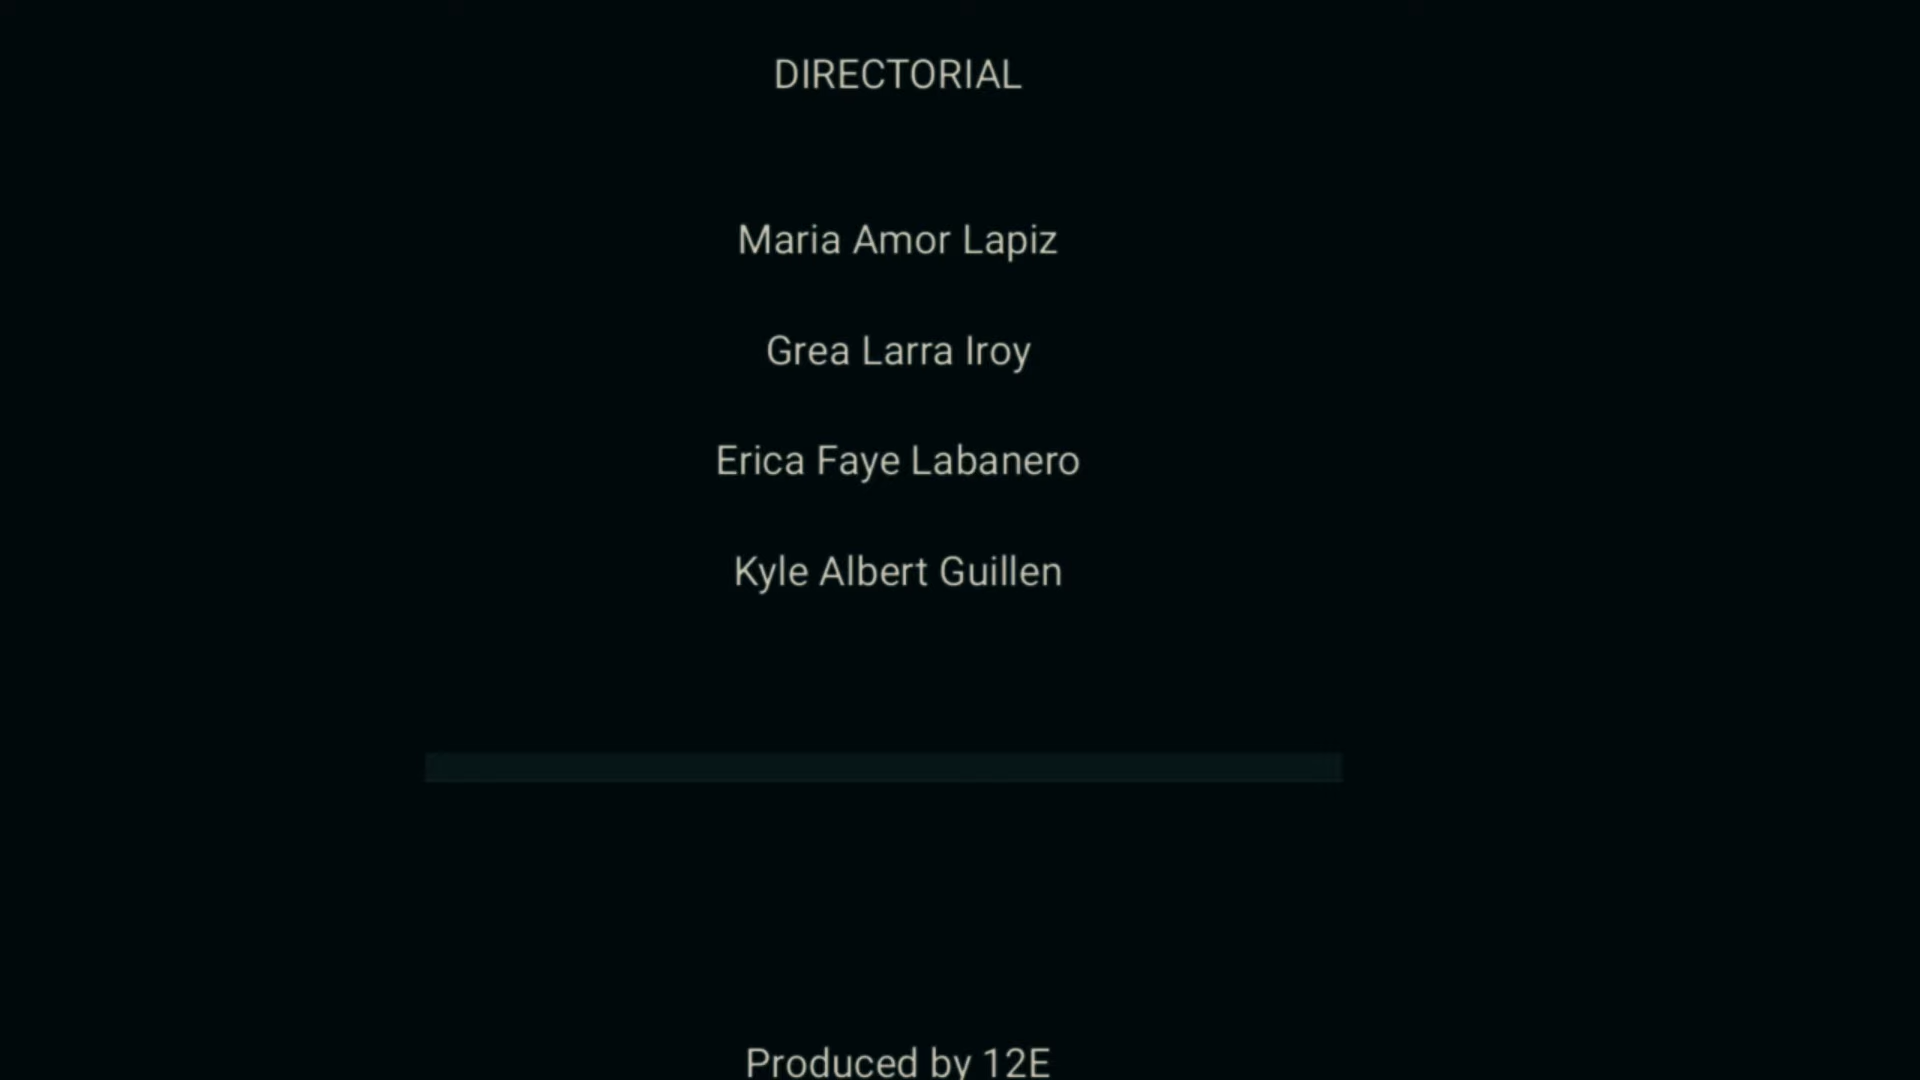 DIRECTORIAL
Maria Amor Lapiz
Grea Larra Iroy
Erica Faye Labanero
Kyle Albert Guillen
Produced by 12E